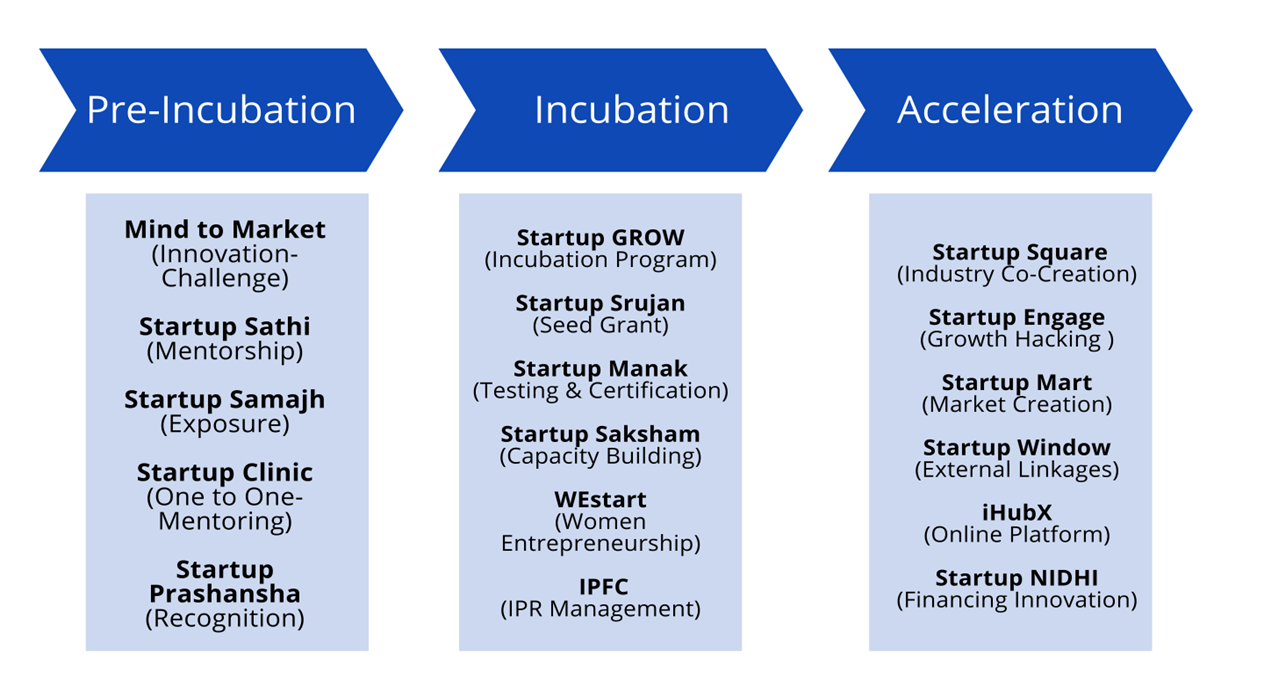 Pre-Incubation
Incubation
Acceleration
Mind to Market
(Innovation-
Challenge)
Startup Sathi
(Mentorship)
Startup Samajh
(Exposure)
Startup Clinic
(One to One-
Mentoring)
Startup
Prashansha
(Recognition)
Startup GROW
(Incubation Program)
Startup Srujan
(Seed Grant)
Startup Manak
(Testing & Certification)
Startup Saksham
(Capacity Building)
WEstart
(Women
Entrepreneurship)
IPFC
(IPR Management)
Startup Square
(Industry Co-Creation)
Startup Engage
(Growth Hacking )
Startup Mart
(Market Creation)
Startup Window
(External Linkages)
iHubX
(Online Platform)
Startup NIDHI
(Financing Innovation)